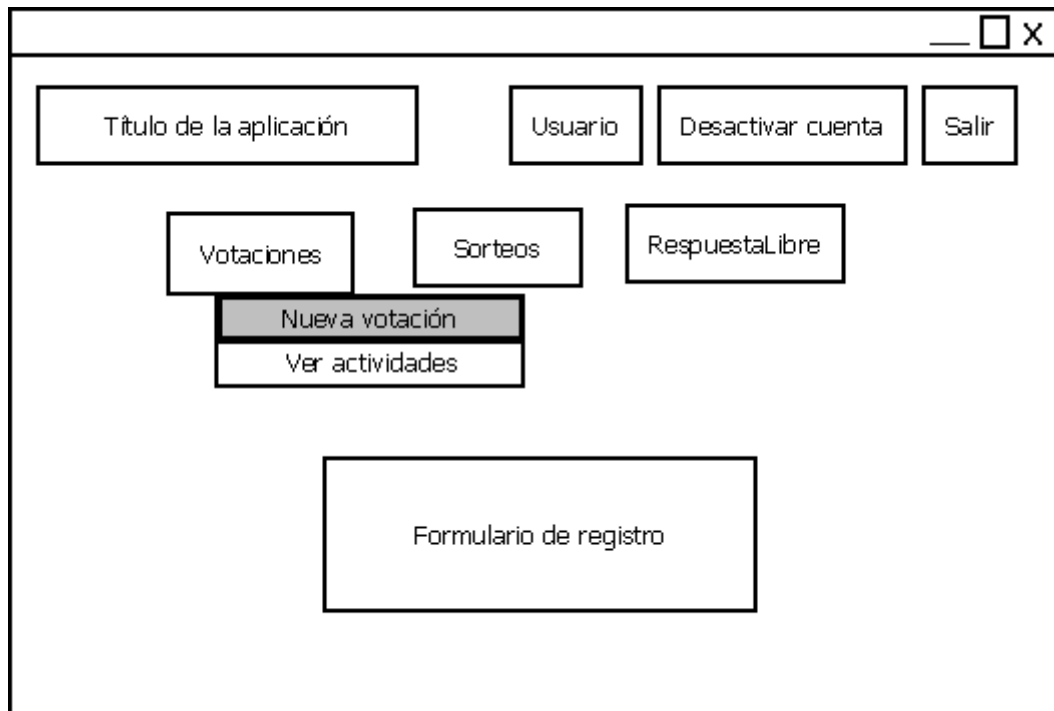 Título de la aplicación
Usuario
Desactivar cuenta
Salir
Votaciones
Sorteos
RespuestaLibre
Nueva votación
Ver actividades
Formulario de registro